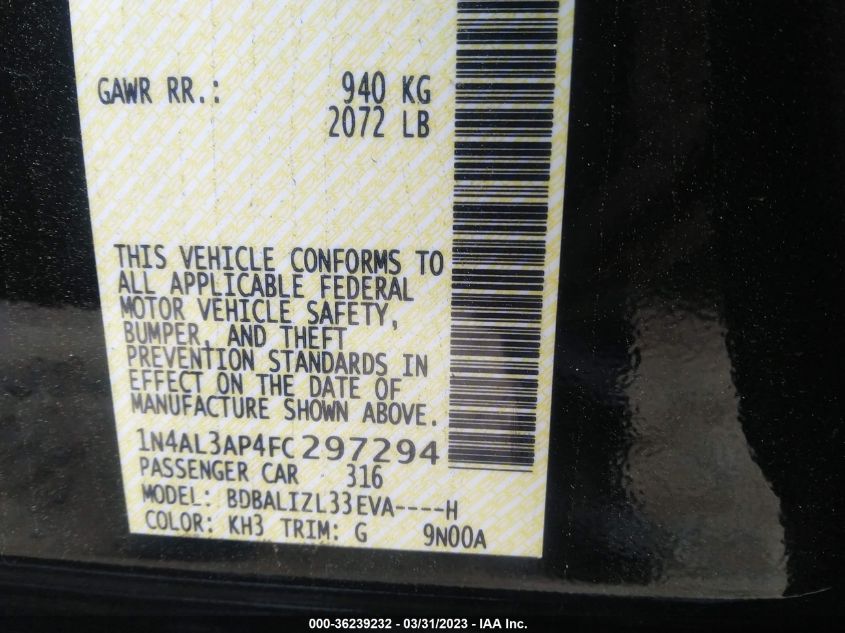 GAWR RR.: 940 KG
2072 LB
THIS VEHICLE CONFORMS TO
ALL APPLICABLE FEDERAL
MOTOR VEHICLE SAFETY,
BUMPER, AND THEFT
PREVENTION STANDARDS IN
EFFECT ON THE DATE OF
MANUFACTURE SHOWN ABOVE.
1N4AL3AP4FC297294
PASSENGER CAR 316
MODEL: BDBALIZL33EVA----H
COLOR: KH3 TRIM: G 9N00A
000-36239232 - 03/31/2023 - IAA Inc.